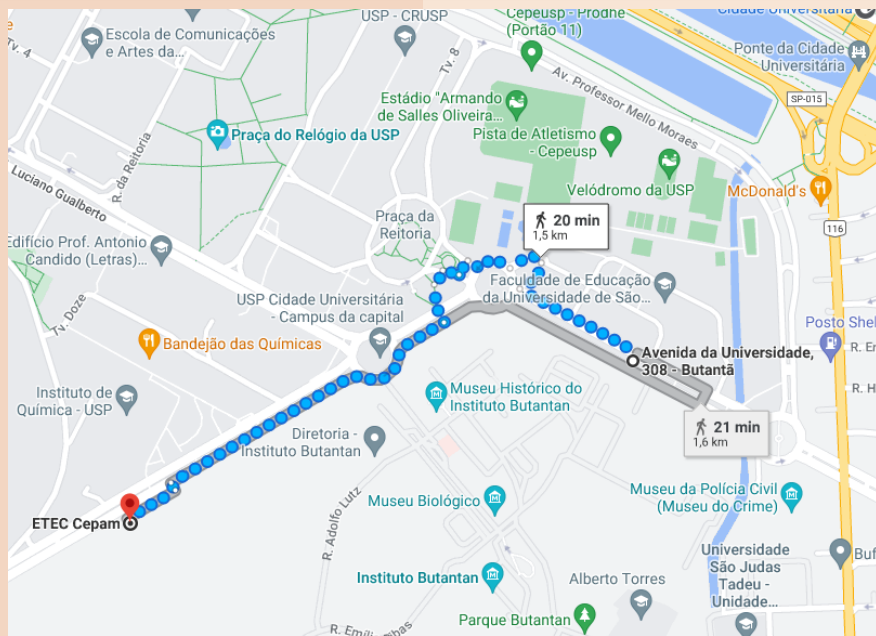 Tv. 4
Escola de Comunicações
e Artes da...
USP - CRUSP
Tv. 8
Cepeusp - Prodhe
(Portão 11)
Cidade Universitária
Ponte da Cidade
Universitária
SP-015
Av. Professor Mello Moraes
Estádio "Armando
de Salles Oliveira...
Praça do Relógio da USP
Pista de Atletismo -
Cepeusp
R. da Reitoria
Luciano Gualberto
Velódromo da USP
McDonald's
116
Praça da
Reitoria
20 min
1,5 km
Edifício Prof. Antonio
Candido (Letras)...
Faculdade de Educação
da Universidade de São...
USP Cidade Universitária
- Campus da capital
Tv. Doze
Bandejão das Químicas
Posto Shel
R. E
Avenida da Universidade,
308 - Butantã
Instituto de
Química - USP
Museu Histórico do
Instituto Butantan
R. H
21 min
1,6 km
Diretoria -
Instituto Butantan
Museu Biológico
Museu da Polícia Civil
(Museu do Crime)
ETEC Cepam
R. Adolfo Lutz
Universidade
São Judas
Tadeu -
Unidade...
Buf
Instituto Butantan
Alberto Torres
Parque Butantan
R. Emílio Ribas